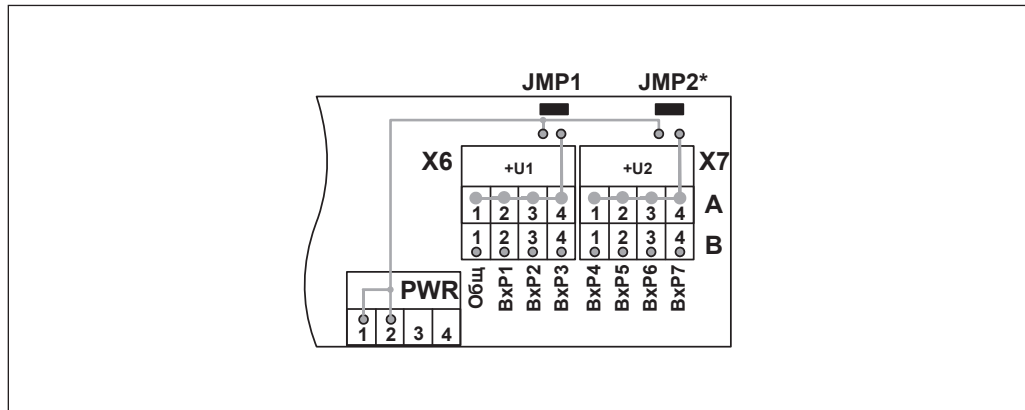 JMP1 JMP2*
X6 +U1 +U2 X7
1 2 3 4 1 2 3 4 A
1 2 3 4 1 2 3 4 B
Общ ВхР1 ВхР2 ВхР3 ВхР4 ВхР5 ВхР6 ВхР7
PWR
1 2 3 4